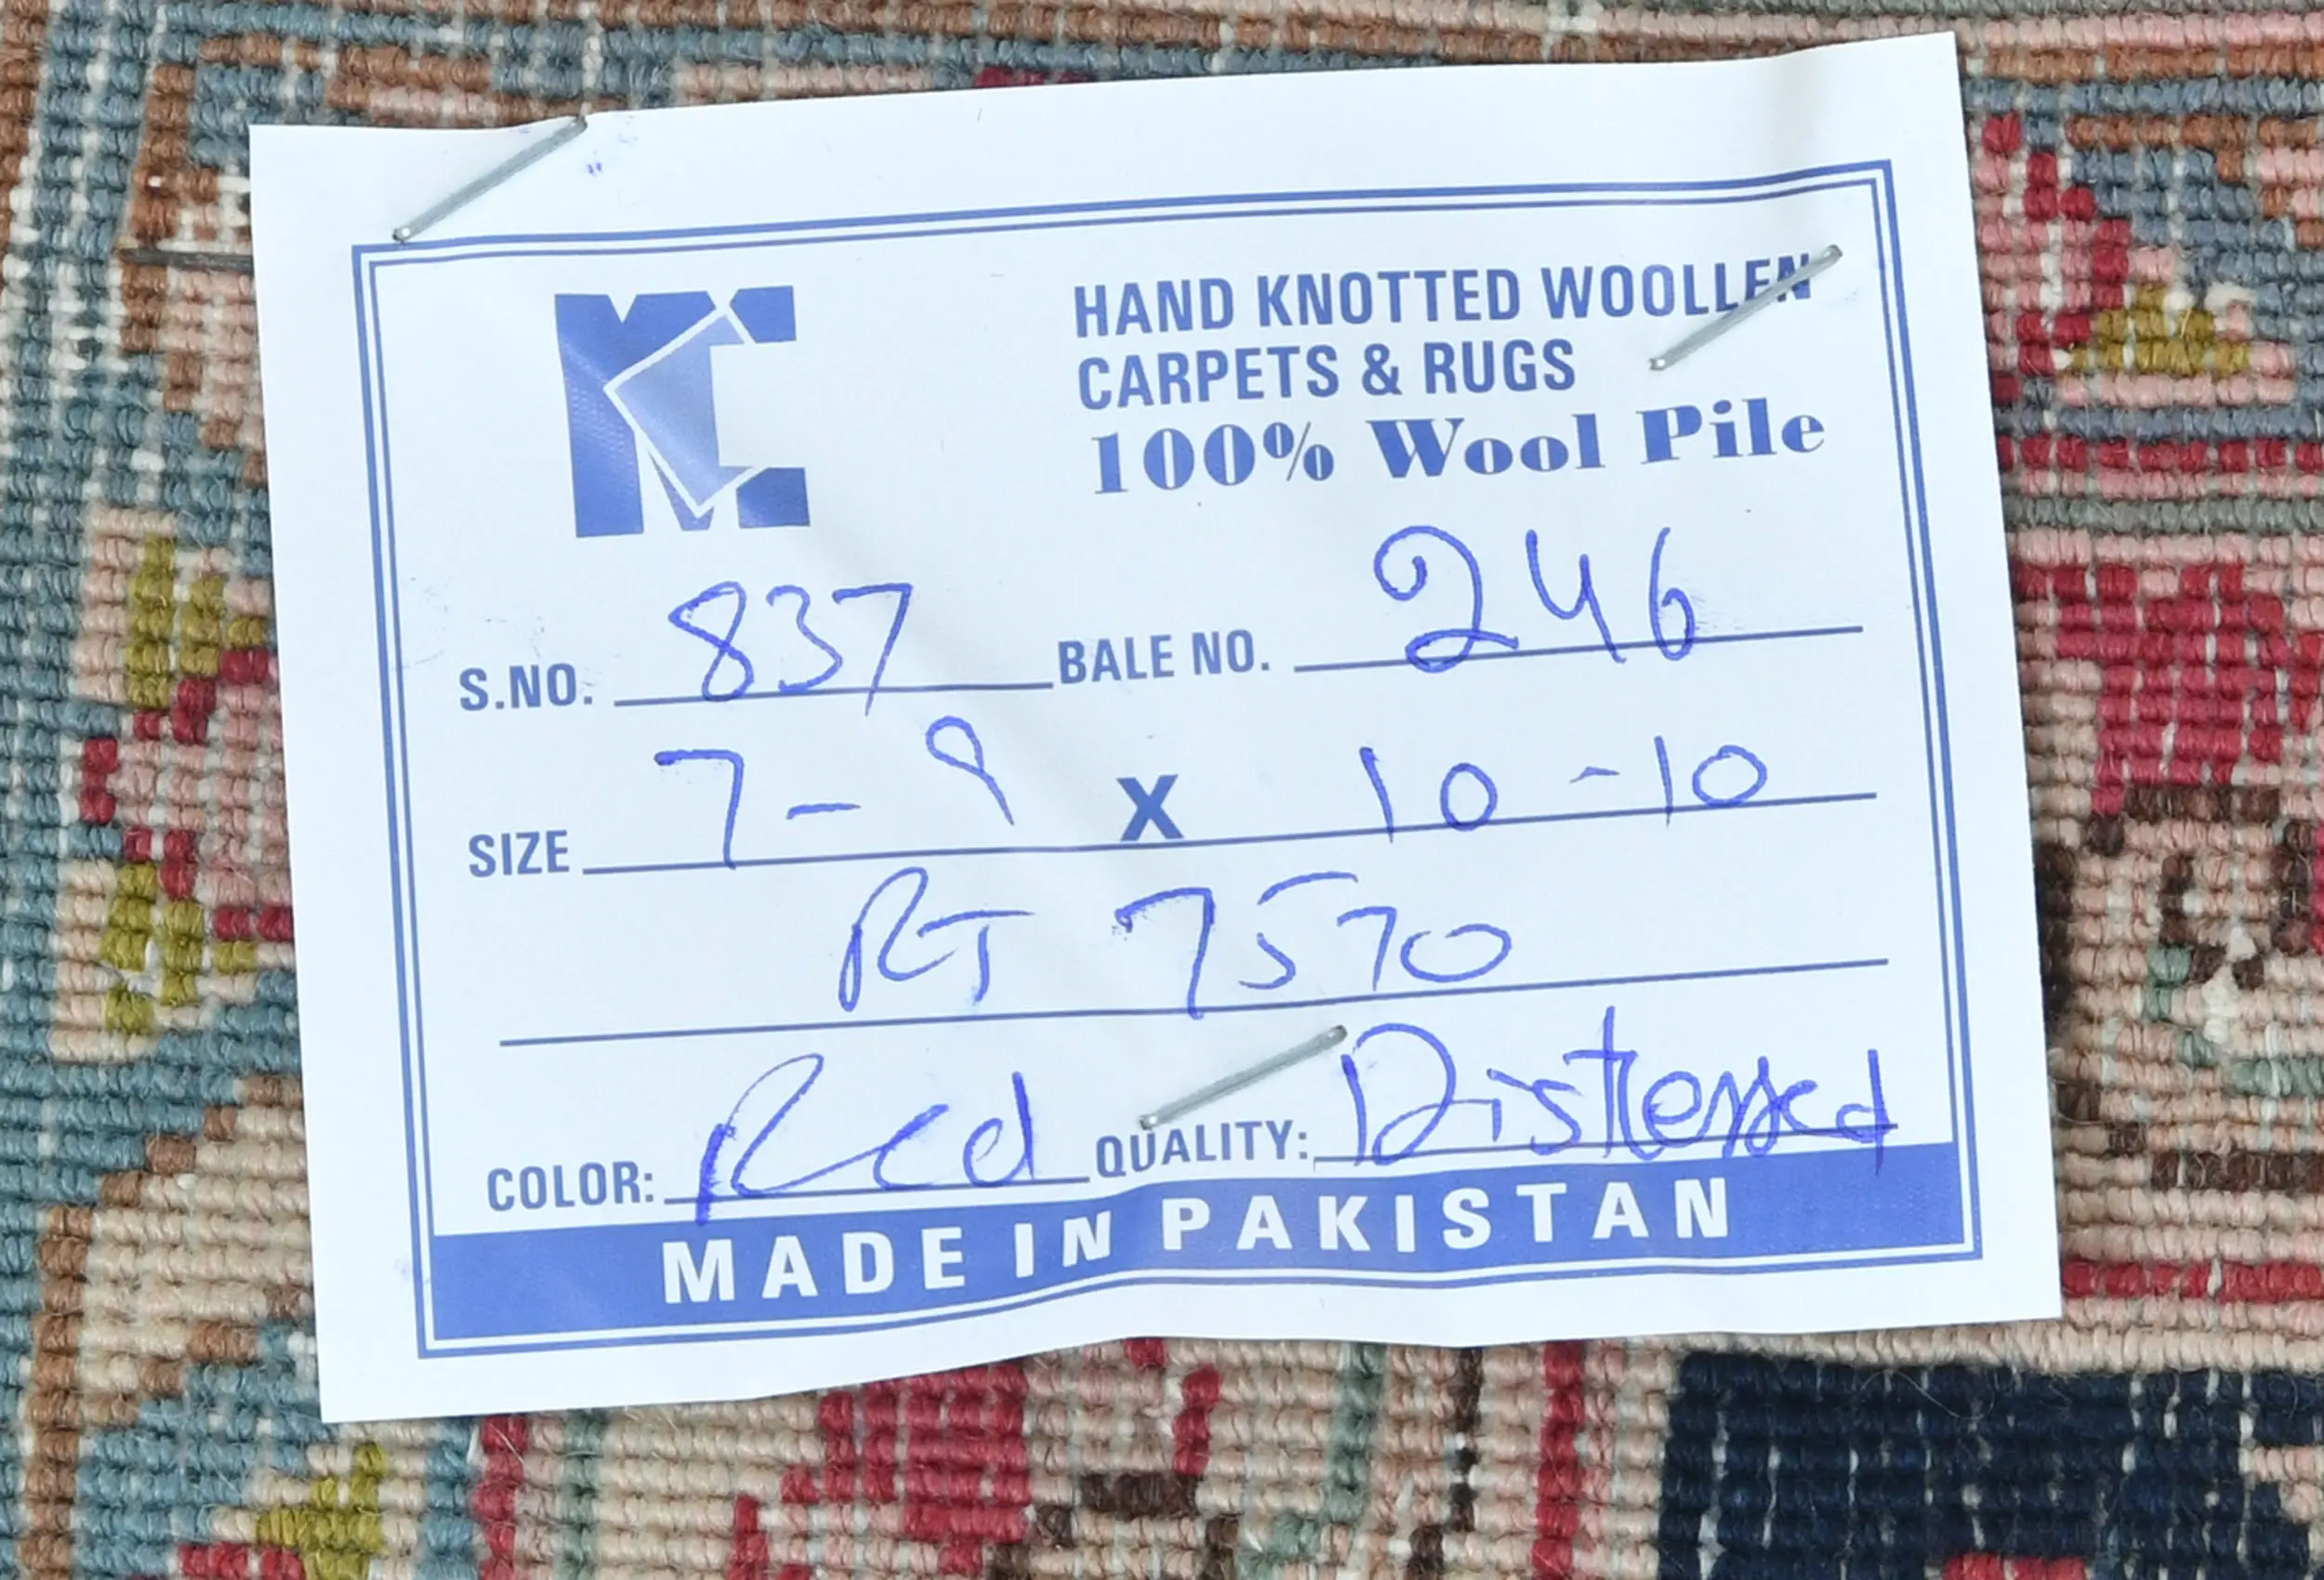 MC
HAND KNOTTED WOOLLEN
CARPETS & RUGS
100% Wool Pile
S.NO. 837 BALE NO. 246
SIZE 7-9 X 10-10
RT 7570
COLOR: Red QUALITY: Distressed
MADE IN PAKISTAN